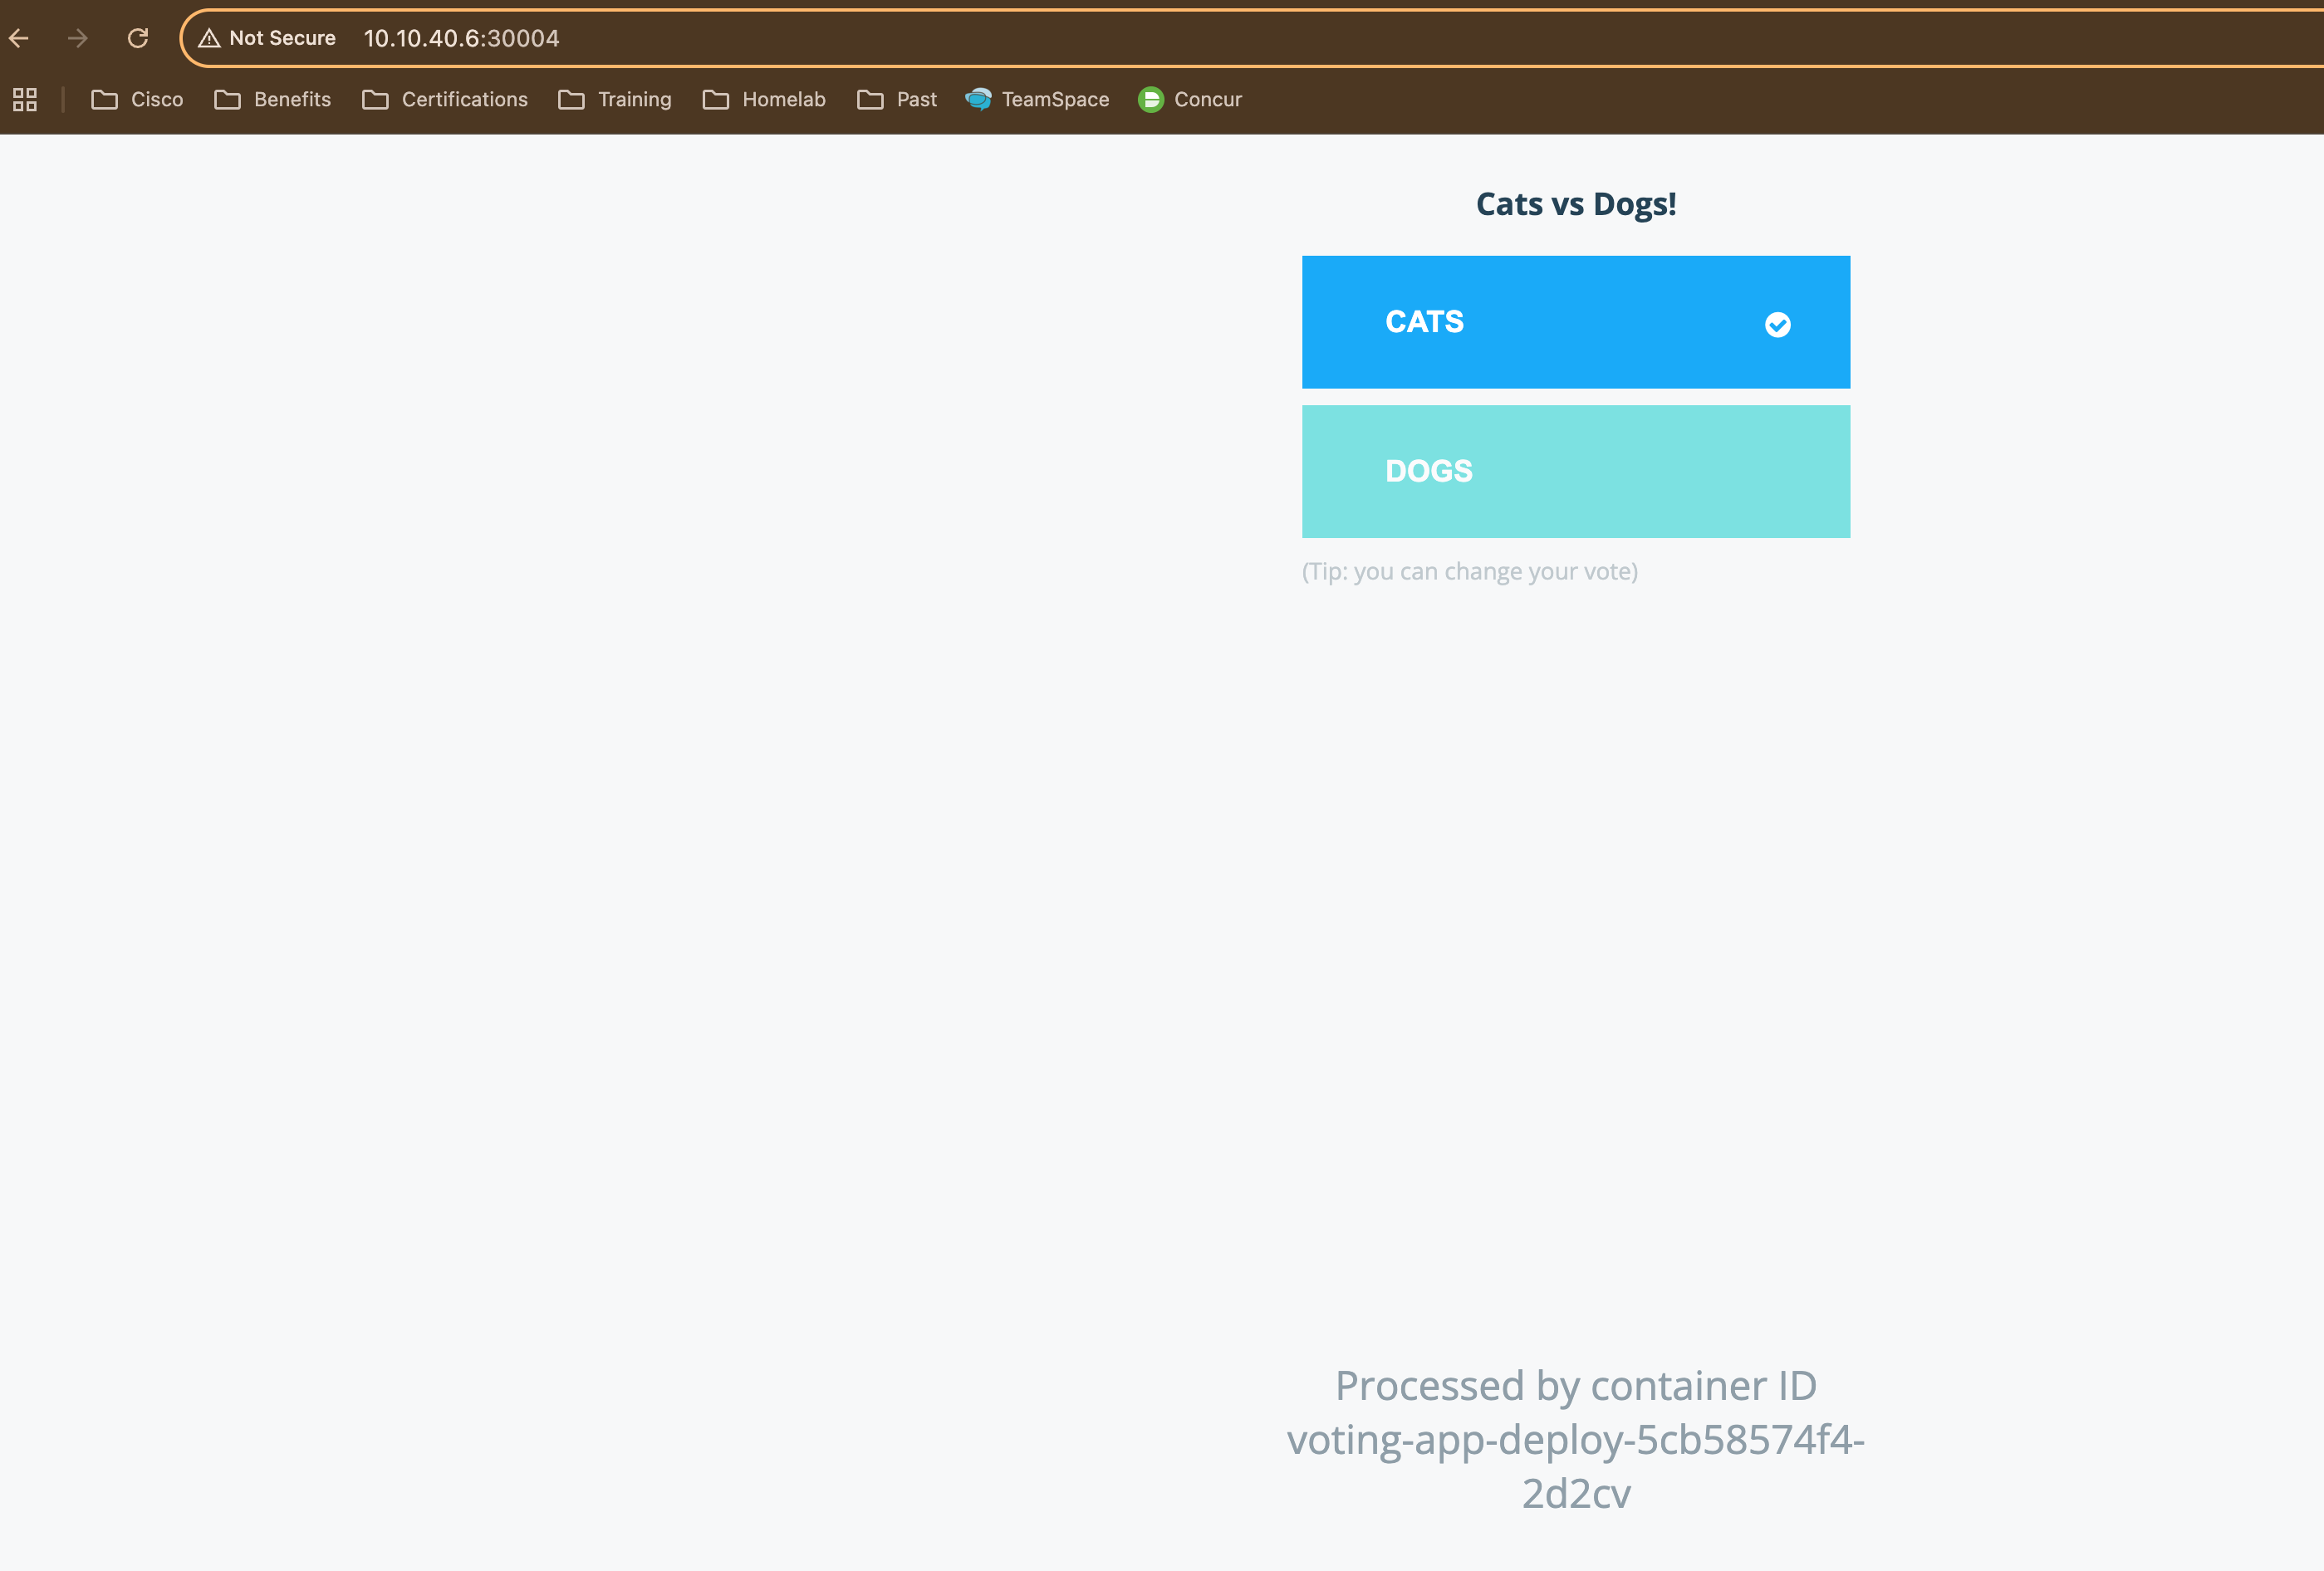 Not Secure 10.10.40.6:30004
Cisco Benefits Certifications Training Homelab Past TeamSpace Concur
Cats vs Dogs!
CATS
DOGS
(Tip: you can change your vote)
Processed by container ID
voting-app-deploy-5cb58574f4-
2d2cv